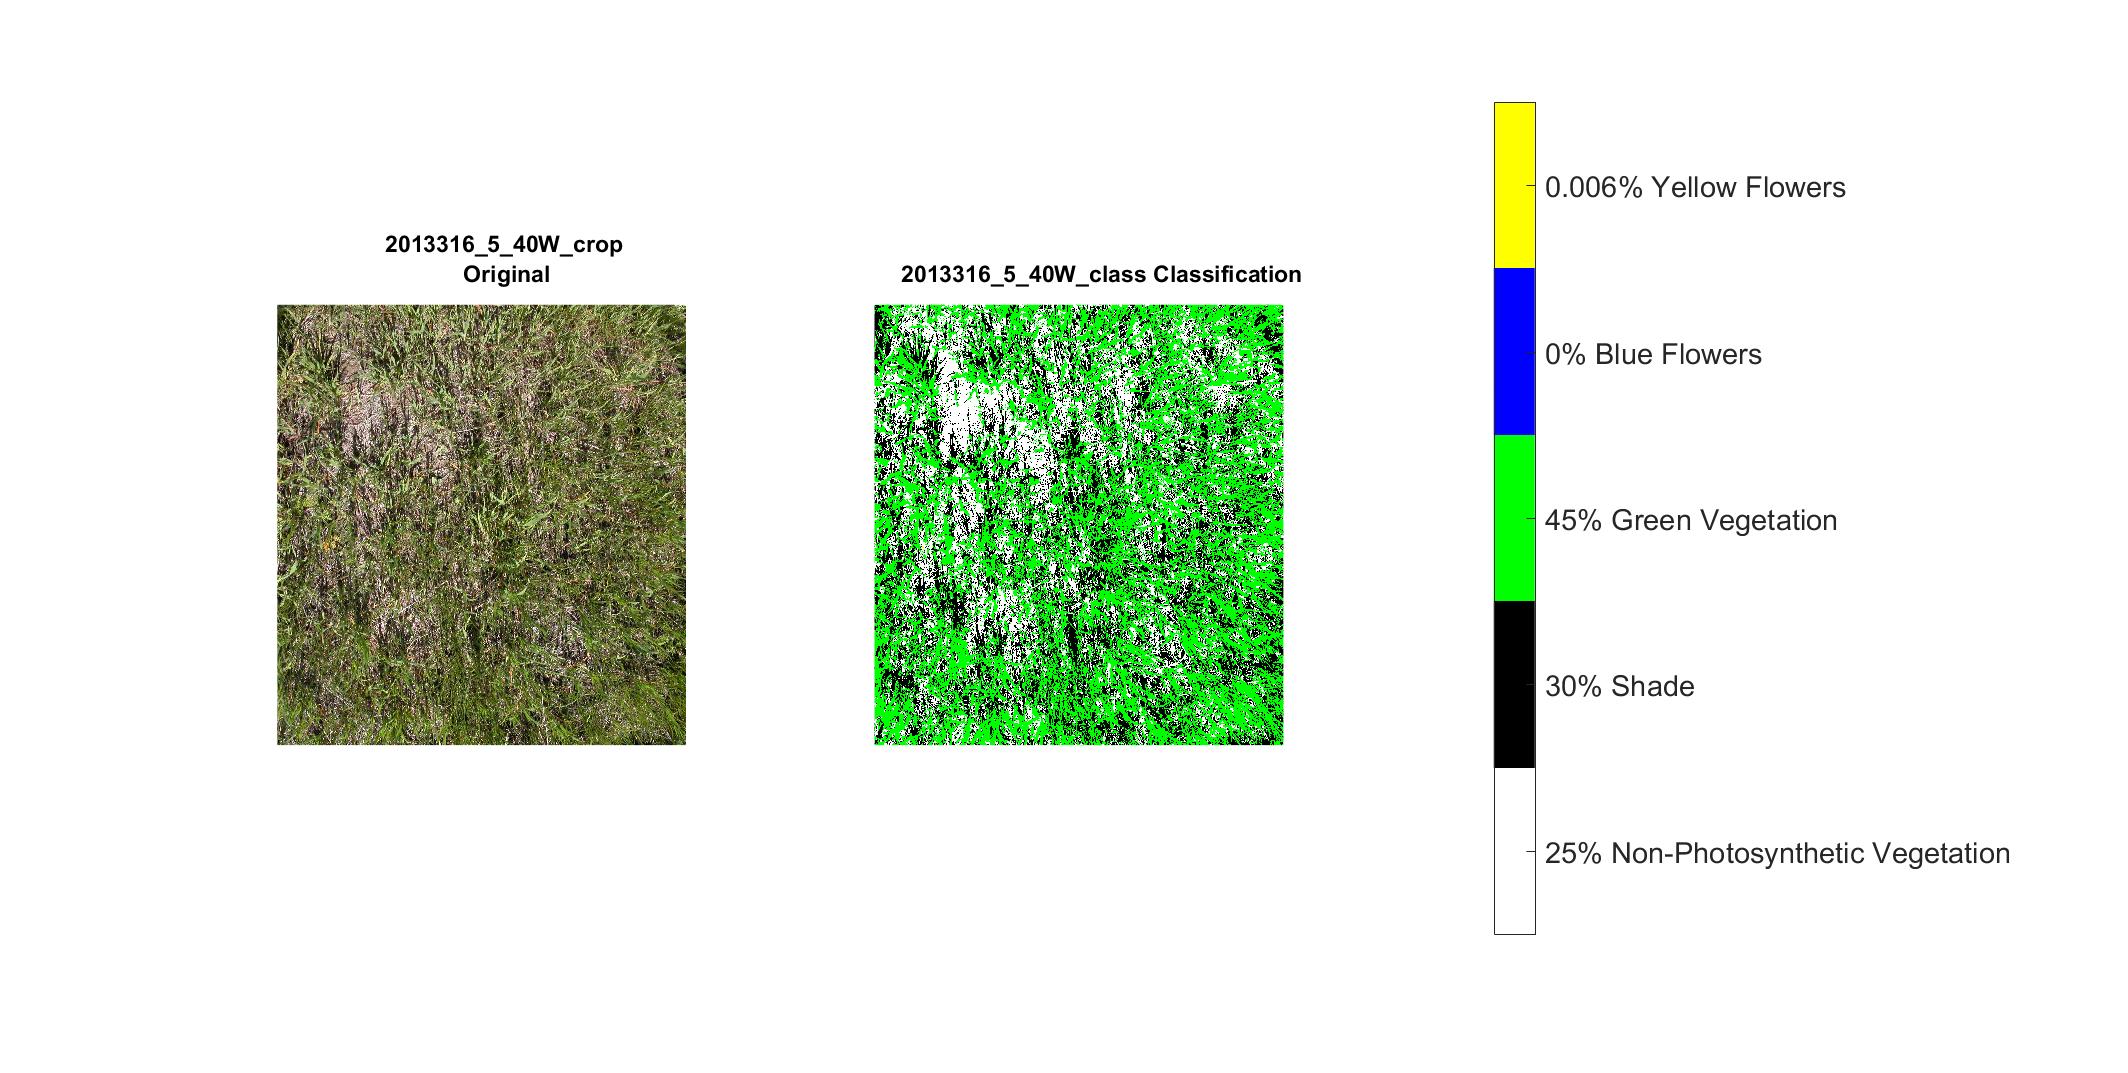 2013316_5_40W_crop
Original
2013316_5_40W_class Classification
0.006% Yellow Flowers
0% Blue Flowers
45% Green Vegetation
30% Shade
25% Non-Photosynthetic Vegetation